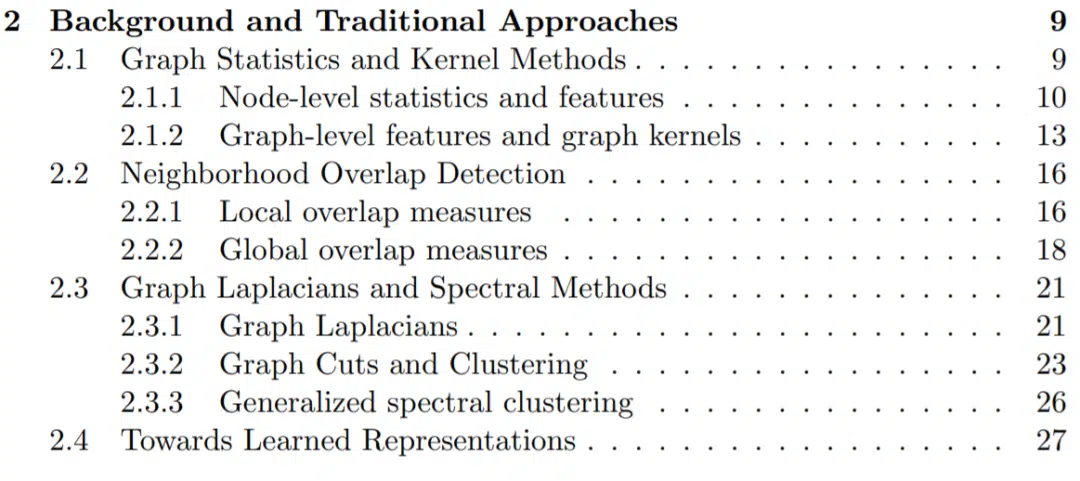 2 Background and Traditional Approaches 9
2.1 Graph Statistics and Kernel Methods . . . . . . . . . . . . . . . . 9
2.1.1 Node-level statistics and features . . . . . . . . . . . . . . 10
2.1.2 Graph-level features and graph kernels . . . . . . . . . . . 13
2.2 Neighborhood Overlap Detection . . . . . . . . . . . . . . . . . . 16
2.2.1 Local overlap measures . . . . . . . . . . . . . . . . . . . 16
2.2.2 Global overlap measures . . . . . . . . . . . . . . . . . . . 18
2.3 Graph Laplacians and Spectral Methods . . . . . . . . . . . . . . 21
2.3.1 Graph Laplacians . . . . . . . . . . . . . . . . . . . . . . . 21
2.3.2 Graph Cuts and Clustering . . . . . . . . . . . . . . . . . 23
2.3.3 Generalized spectral clustering . . . . . . . . . . . . . . . 26
2.4 Towards Learned Representations . . . . . . . . . . . . . . . . . . 27